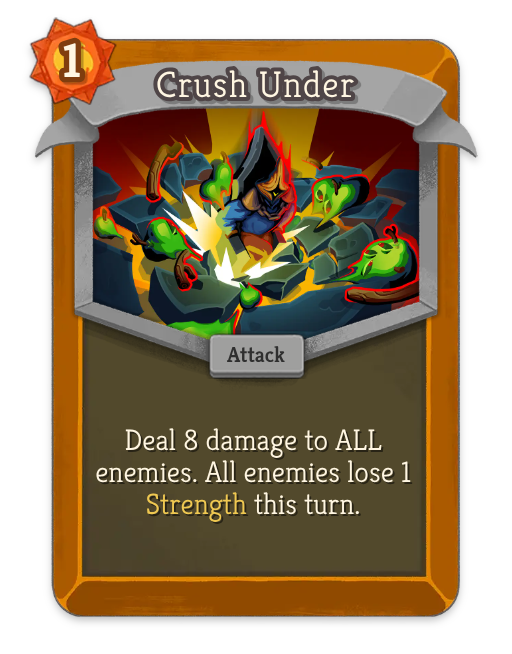 1
Crush Under
Attack
Deal 8 damage to ALL
enemies. All enemies lose 1
Strength this turn.